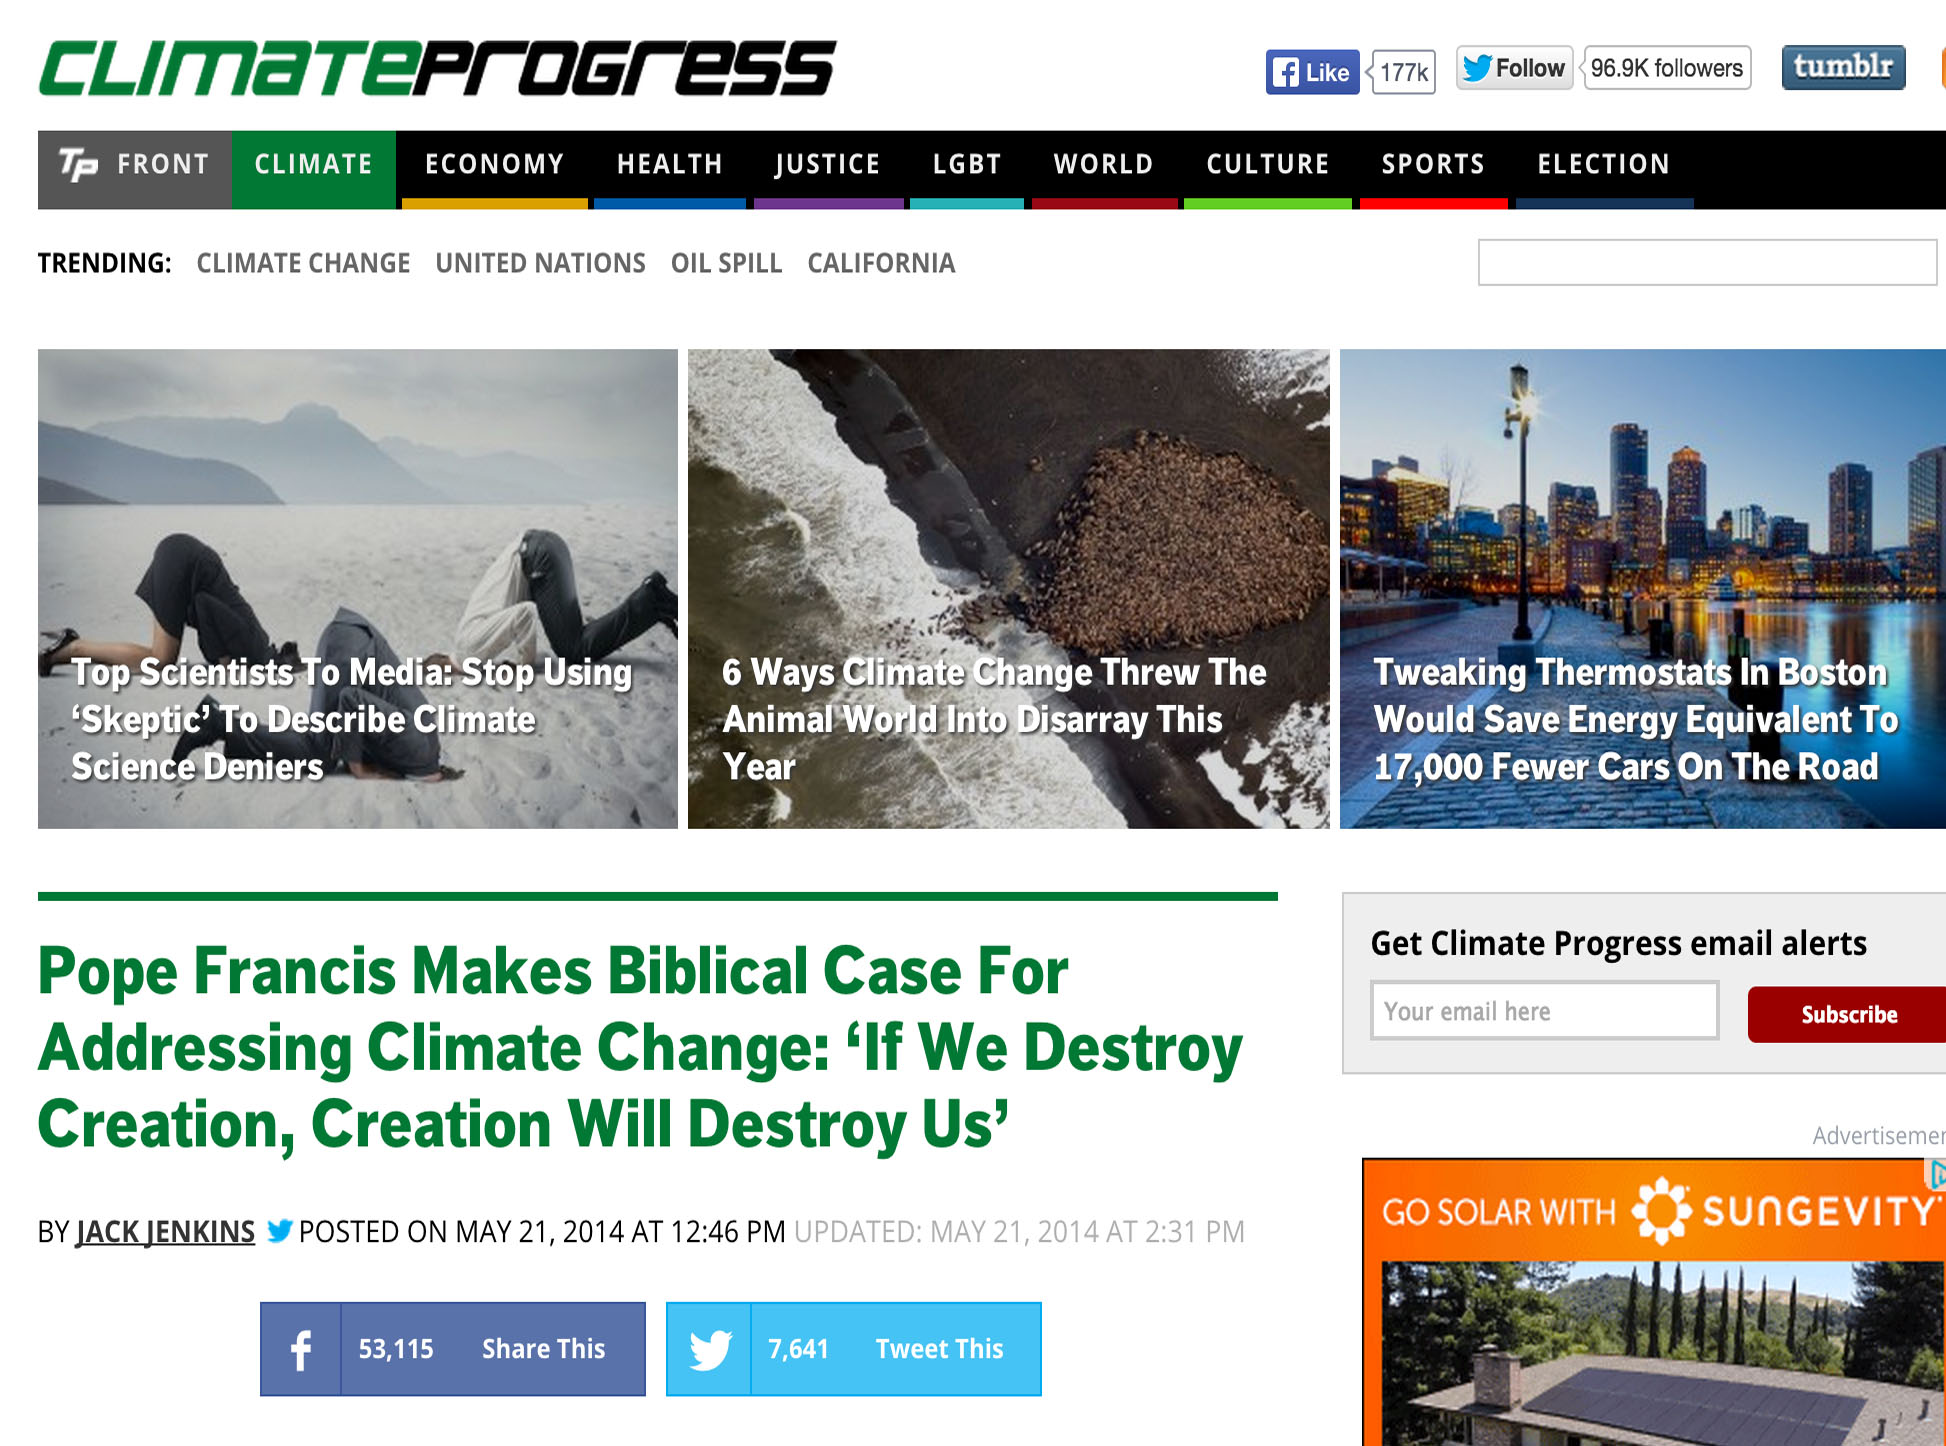 CLIMATEPROGRESS
Like 177k
Follow 96.9K followers
tumblr
TP FRONT CLIMATE ECONOMY HEALTH JUSTICE LGBT WORLD CULTURE SPORTS ELECTION
TRENDING: CLIMATE CHANGE UNITED NATIONS OIL SPILL CALIFORNIA
Top Scientists To Media: Stop Using
‘Skeptic’ To Describe Climate
Science Deniers
6 Ways Climate Change Threw The
Animal World Into Disarray This
Year
Tweaking Thermostats In Boston
Would Save Energy Equivalent To
17,000 Fewer Cars On The Road
Pope Francis Makes Biblical Case For
Addressing Climate Change: ‘If We Destroy
Creation, Creation Will Destroy Us’
BY JACK JENKINS POSTED ON MAY 21, 2014 AT 12:46 PM UPDATED: MAY 21, 2014 AT 2:31 PM
53,115 Share This
7,641 Tweet This
Get Climate Progress email alerts
Your email here
Subscribe
Advertisemen
GO SOLAR WITH SUNGEVITY